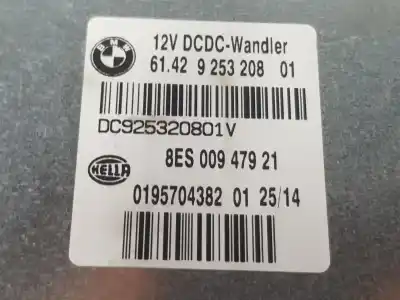 BMW
12V DCDC-Wandler
61.42 9 253 208 01
DC925320801V
HELLA
8ES 009 479 21
0195704382 01 25/14